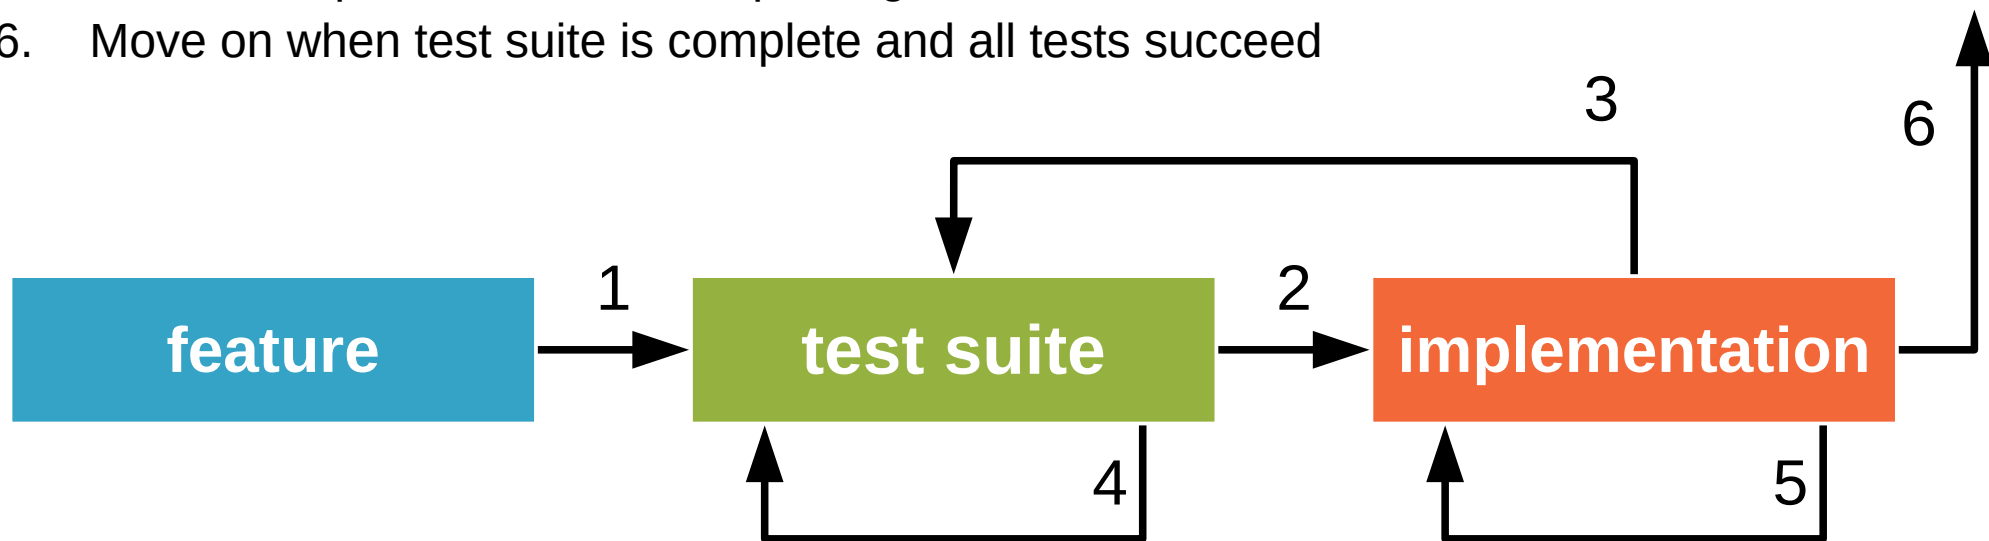 6. Move on when test suite is complete and all tests succeed
3
6
1
2
feature
test suite
implementation
4
5